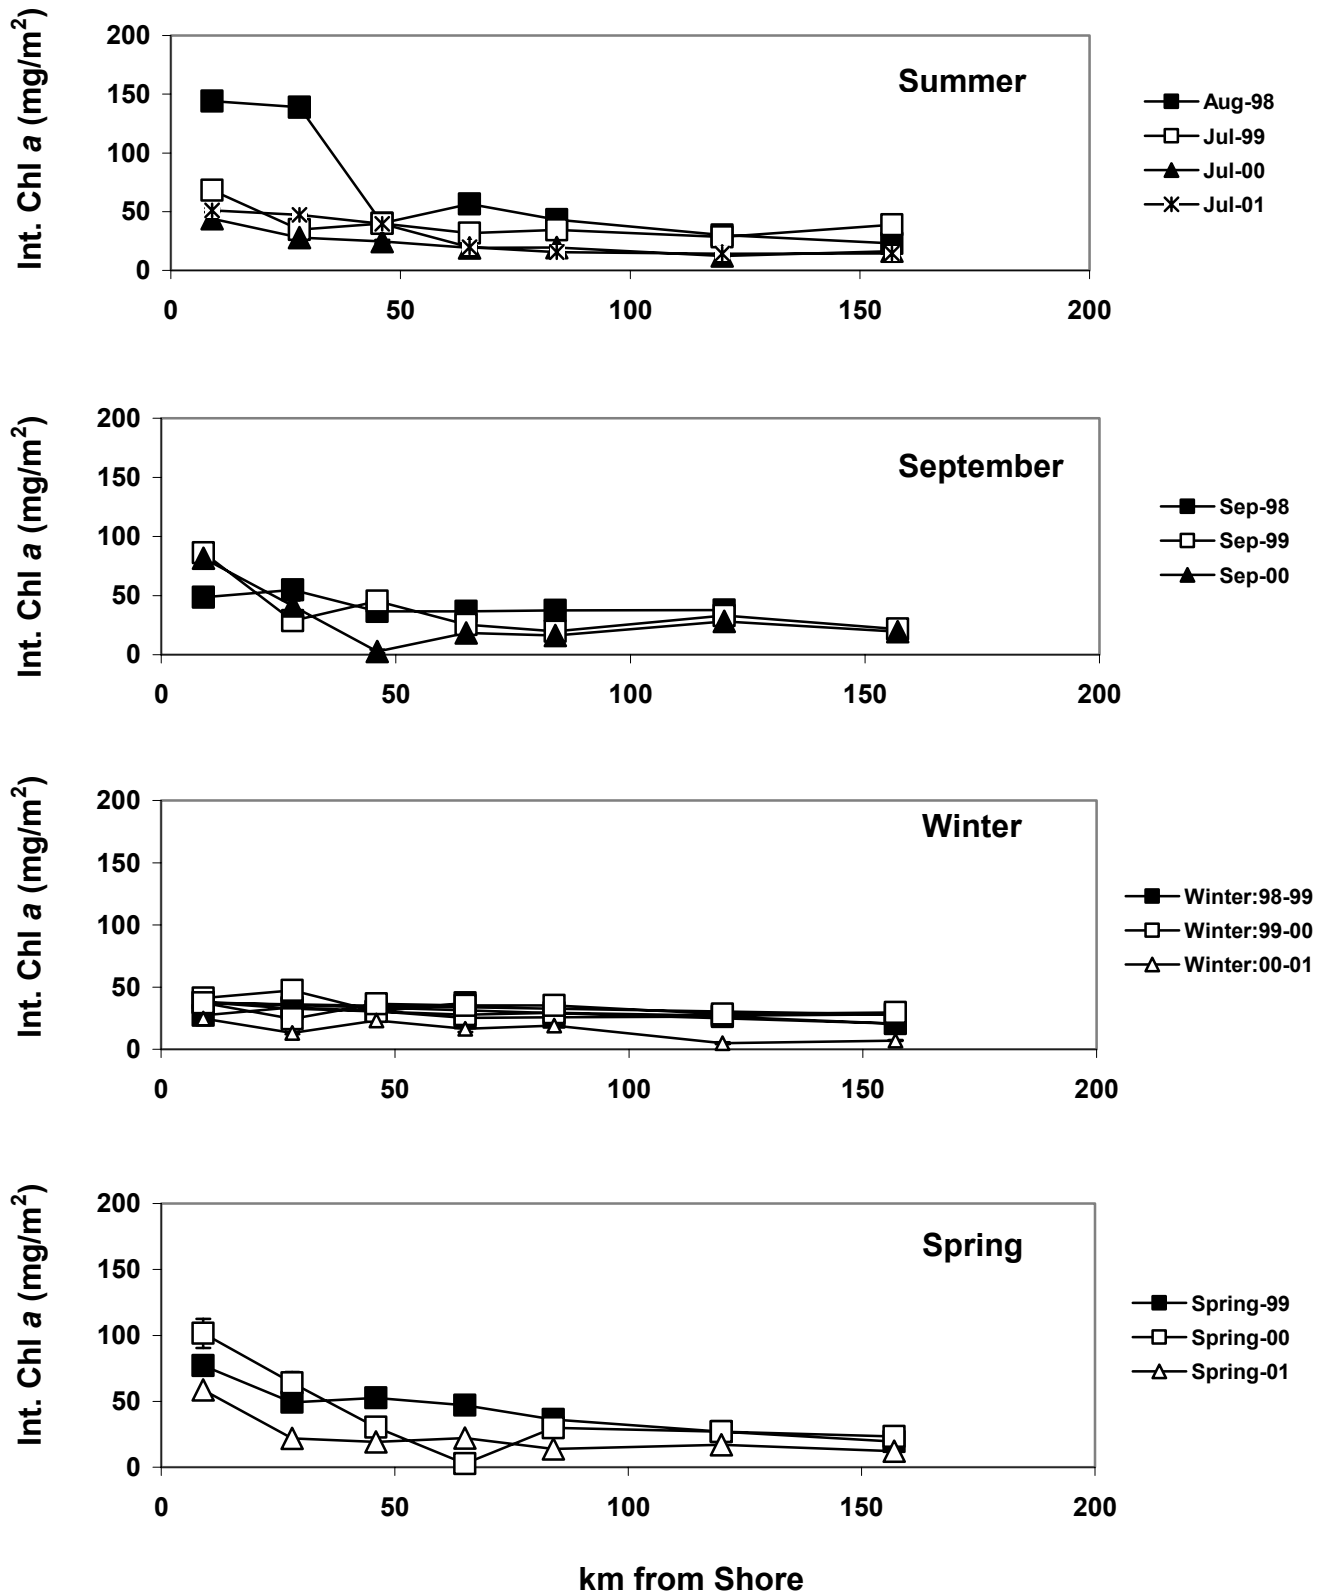 Int. Chl a (mg/m²)
200
150
100
50
0
0 50 100 150 200
Summer
Aug-98
Jul-99
Jul-00
Jul-01
Int. Chl a (mg/m²)
200
150
100
50
0
0 50 100 150 200
September
Sep-98
Sep-99
Sep-00
Int. Chl a (mg/m²)
200
150
100
50
0
0 50 100 150 200
Winter
Winter:98-99
Winter:99-00
Winter:00-01
Int. Chl a (mg/m²)
200
150
100
50
0
0 50 100 150 200
Spring
Spring-99
Spring-00
Spring-01
km from Shore